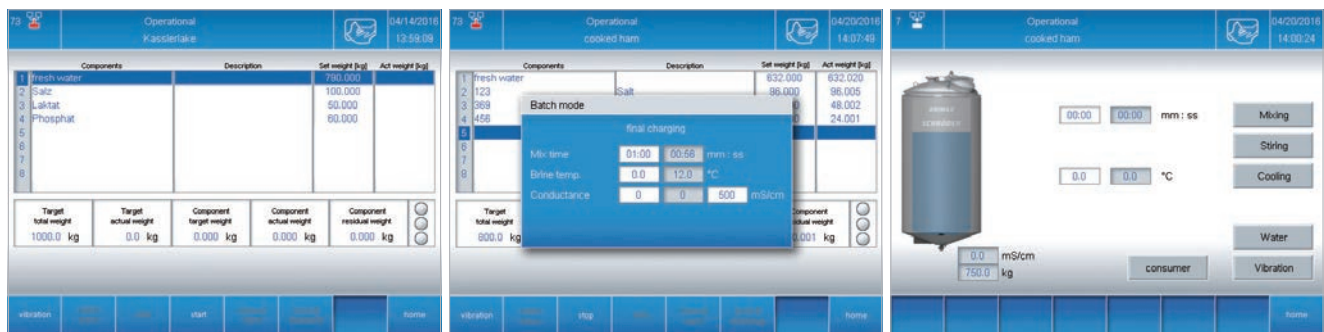 73
Operational
Kasslerlake
04/14/2016
13:59:09
Components Description Set weight [kg] Act weight [kg]
1 fresh water 790.000
2 Salz 100.000
3 Laktat 50.000
4 Phosphat 60.000
5
6
7
8
Target total weight
Target actual weight
Component target weight
Component actual weight
Component residual weight
1000.0 kg 0.0 kg 0.000 kg 0.000 kg 0.000 kg
vibration start home
73
Operational
cooked ham
04/20/2016
14:07:49
Components Description Set weight [kg] Act weight [kg]
1 fresh water 632.000 632.020
2 123 Salt 96.000 96.005
3 369 48.002
4 456 24.001
5
6
7
8
Batch mode
final charging
Mix time 01:00 00:56 mm : ss
Brine temp. 0.0 12.0 °C
Conductance 0 0 500 mS/cm
Target total weight
800.0 kg
kg
vibration stop home
7
Operational
cooked ham
04/20/2016
14:00:24
00:00 00:00 mm : ss
Mixing
Stiring
0.0 0.0 °C
Cooling
Water
0.0 mS/cm
750.0 kg
consumer
Vibration
home